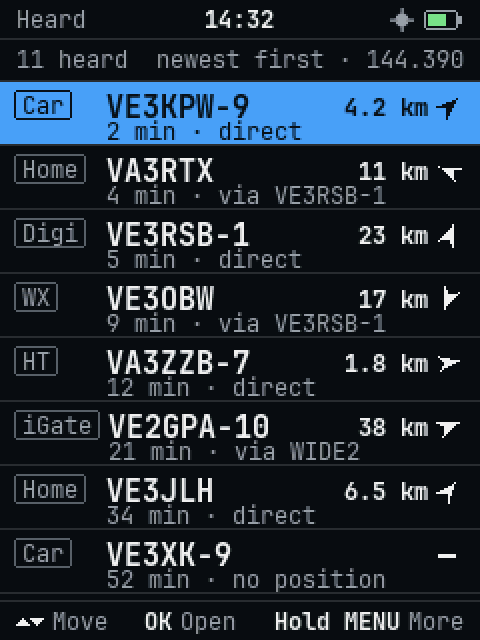 Heard 14:32
11 heard newest first · 144.390
Car VE3KPW-9 4.2 km
2 min · direct
Home VA3RTX 11 km
4 min · via VE3RSB-1
Digi VE3RSB-1 23 km
5 min · direct
WX VE3OBW 17 km
9 min · via VE3RSB-1
HT VA3ZZB-7 1.8 km
12 min · direct
iGate VE2GPA-10 38 km
21 min · via WIDE2
Home VE3JLH 6.5 km
34 min · direct
Car VE3XK-9 —
52 min · no position
Move OK Open Hold MENU More